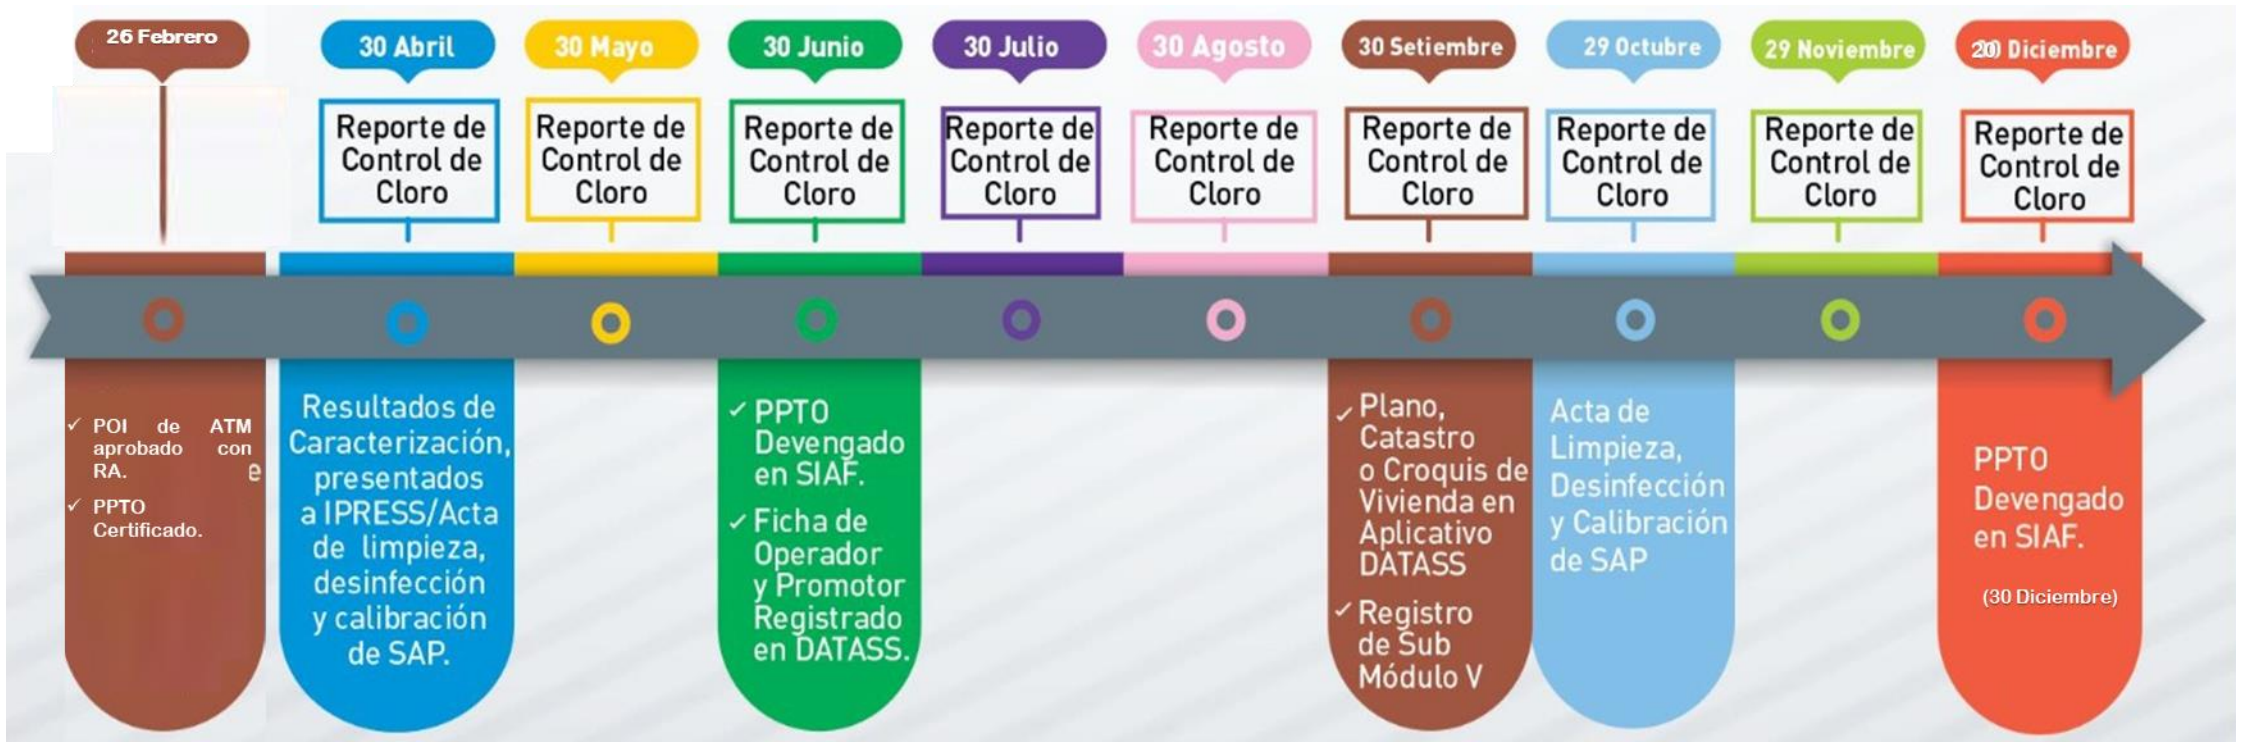 26 Febrero
30 Abril
30 Mayo
30 Junio
30 Julio
30 Agosto
30 Setiembre
29 Octubre
29 Noviembre
20 Diciembre
Reporte de
Control de
Cloro
Reporte de
Control de
Cloro
Reporte de
Control de
Cloro
Reporte de
Control de
Cloro
Reporte de
Control de
Cloro
Reporte de
Control de
Cloro
Reporte de
Control de
Cloro
Reporte de
Control de
Cloro
Reporte de
Control de
Cloro
✓ POI de ATM
aprobado con
RA.
e
✓ PPTO
Certificado.
Resultados de
Caracterización,
presentados
a IPRESS/Acta
de limpieza,
desinfección
y calibración
de SAP.
✓ PPTO
Devengado
en SIAF.
✓ Ficha de
Operador
y Promotor
Registrado
en DATASS.
✓ Plano,
Catastro
o Croquis de
Vivienda en
Aplicativo
DATASS
✓ Registro
de Sub
Módulo V
Acta de
Limpieza,
Desinfección
y Calibración
de SAP
PPTO
Devengado
en SIAF.
(30 Diciembre)